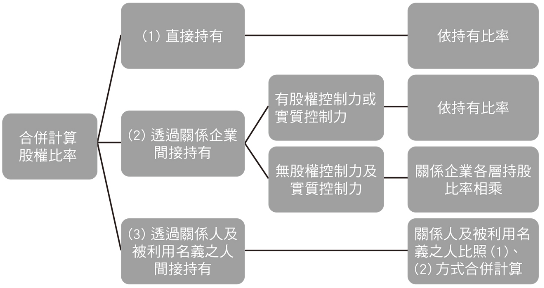 合併計算
股權比率
(1) 直接持有
依持有比率
(2) 透過關係企業
間接持有
有股權控制力或
實質控制力
依持有比率
無股權控制力及
實質控制力
關係企業各層持股
比率相乘
(3) 透過關係人及
被利用名義之人
間接持有
關係人及被利用名
義之人比照 (1)、
(2) 方式合併計算